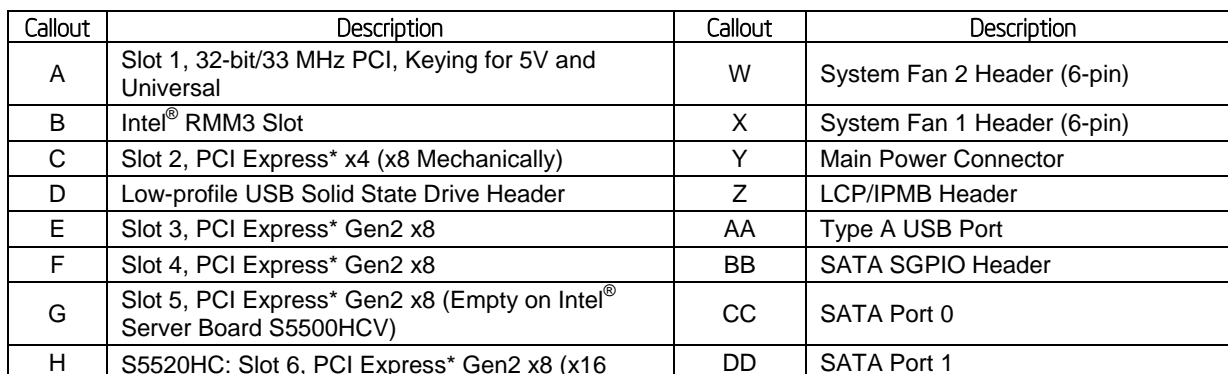 Callout Description Callout Description
A Slot 1, 32-bit/33 MHz PCI, Keying for 5V and
Universal W System Fan 2 Header (6-pin)
B Intel® RMM3 Slot X System Fan 1 Header (6-pin)
C Slot 2, PCI Express* x4 (x8 Mechanically) Y Main Power Connector
D Low-profile USB Solid State Drive Header Z LCP/IPMB Header
E Slot 3, PCI Express* Gen2 x8 AA Type A USB Port
F Slot 4, PCI Express* Gen2 x8 BB SATA SGPIO Header
G Slot 5, PCI Express* Gen2 x8 (Empty on Intel®
Server Board S5500HCV) CC SATA Port 0
H S5520HC: Slot 6, PCI Express* Gen2 x8 (x16 DD SATA Port 1